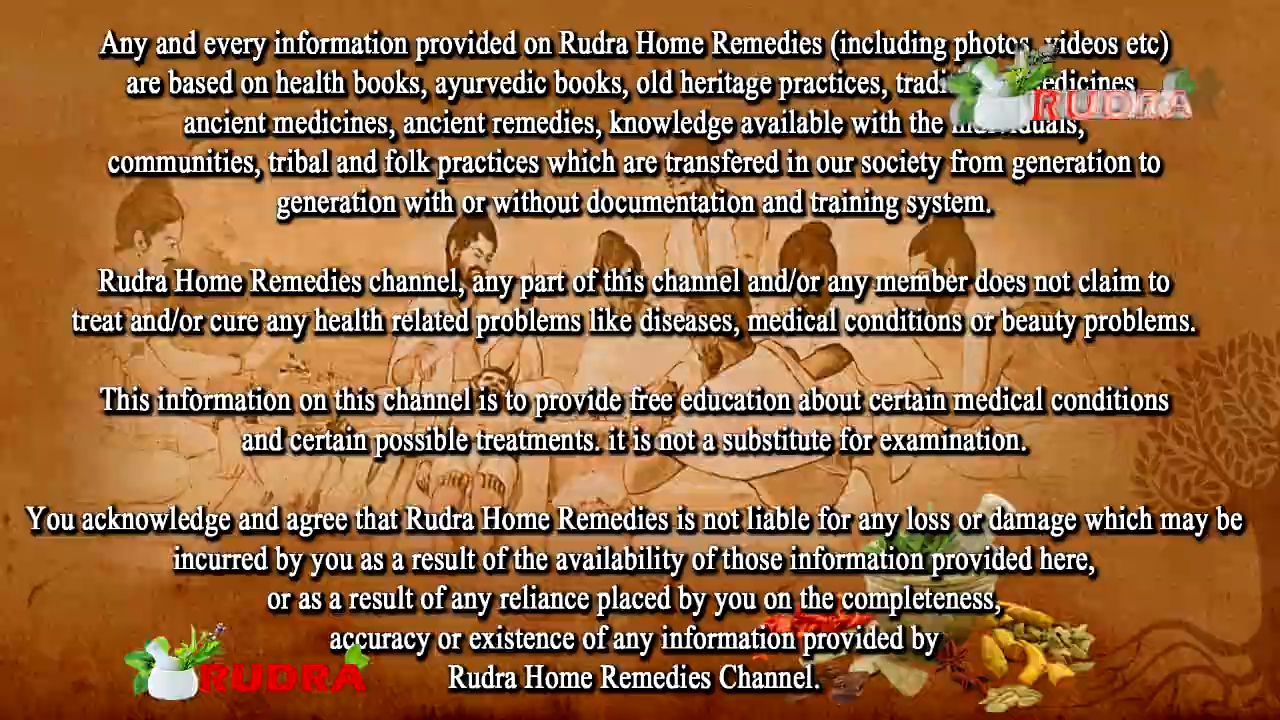 Any and every information provided on Rudra Home Remedies (including photos, videos etc)
are based on health books, ayurvedic books, old heritage practices, medicines
RUDRA
ancient medicines, ancient remedies, knowledge available with the
communities, tribal and folk practices which are transfered in our society from generation to
generation with or without documentation and training system.
Rudra Home Remedies channel, any part of this channel and/or any member does not claim to
treat and/or cure any health related problems like diseases, medical conditions or beauty problems.
This information on this channel is to provide free education about certain medical conditions
and certain possible treatments. it is not a substitute for examination.
You acknowledge and agree that Rudra Home Remedies is not liable for any loss or damage which may be
incurred by you as a result of the availability of those information provided here,
or as a result of any reliance placed by you on the completeness,
accuracy or existence of any information provided by
Rudra Home Remedies Channel.
RUDRA